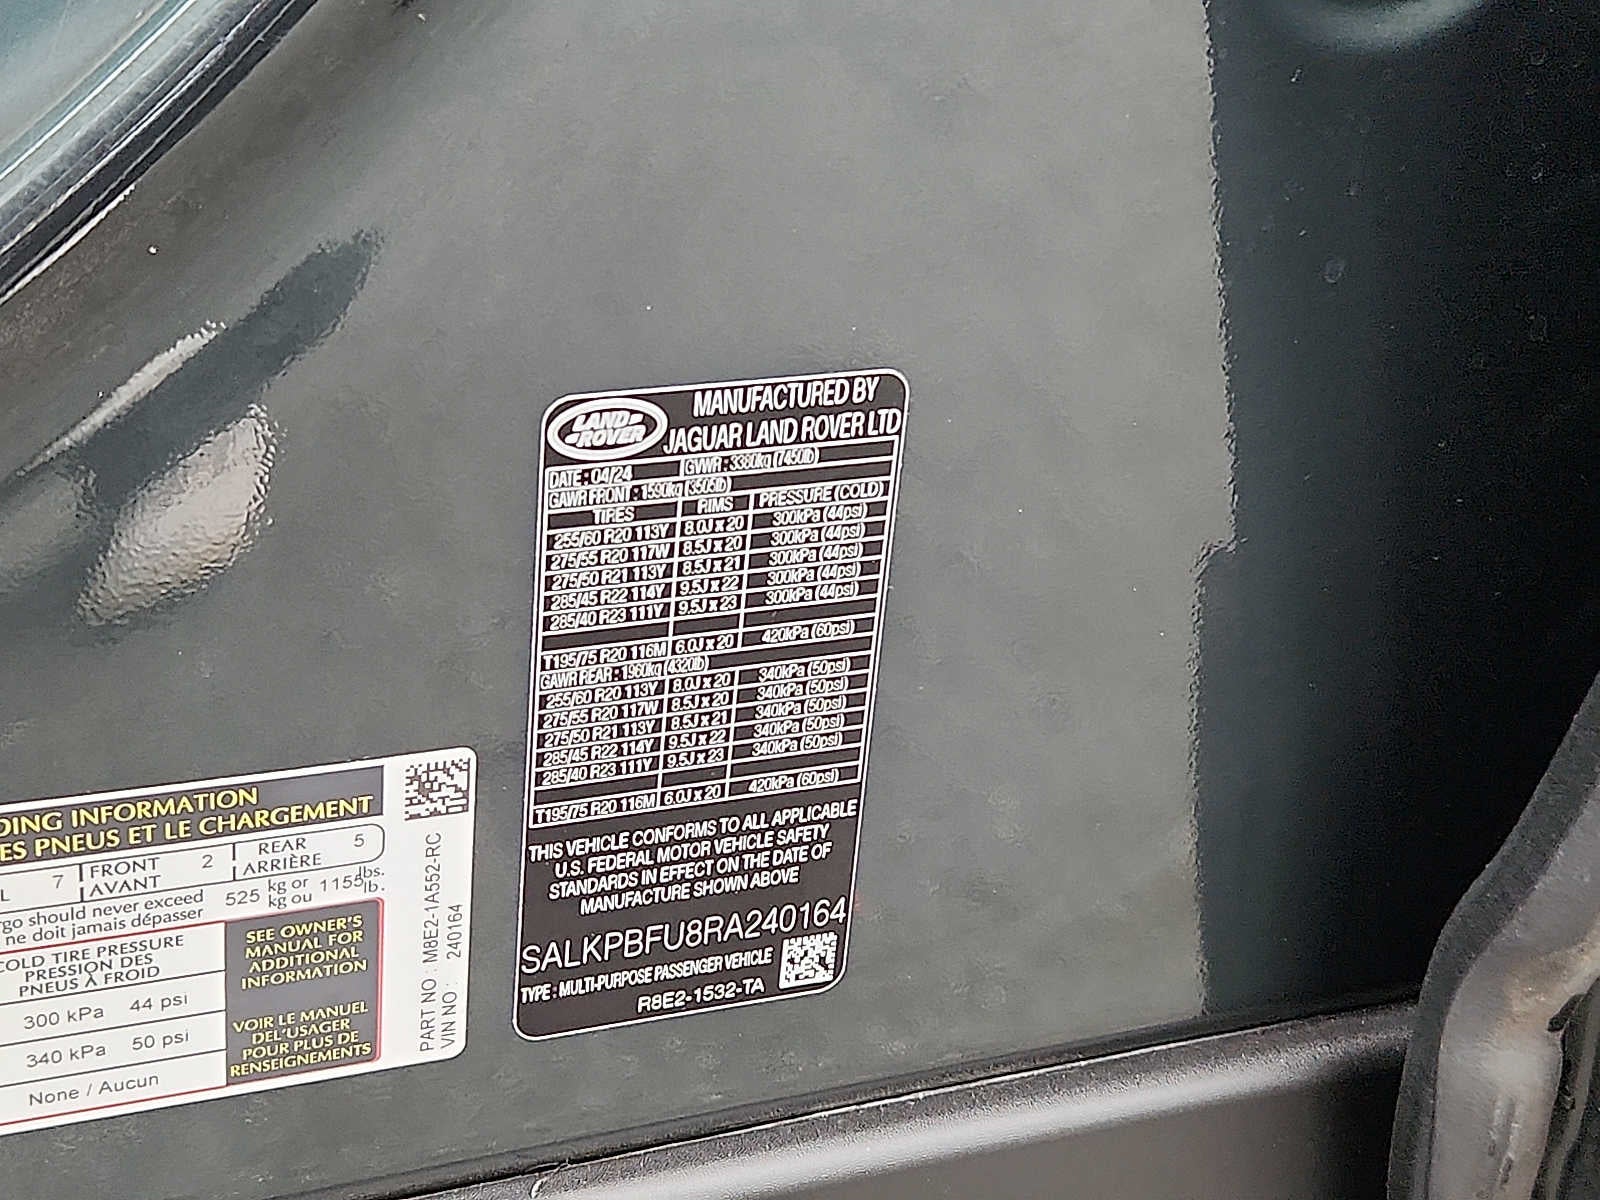 LAND
ROVER
MANUFACTURED BY
JAGUAR LAND ROVER LTD
DATE : 04/24 GVWR : 3380kg (7450lb)
GAWR FRONT : 1590kg (3505lb)
TIRES RIMS PRESSURE (COLD)
255/60 R20 113Y 8.0J x 20 300kPa (44psi)
275/55 R20 117W 8.5J x 20 300kPa (44psi)
275/50 R21 113Y 8.5J x 21 300kPa (44psi)
285/45 R22 114Y 9.5J x 22 300kPa (44psi)
285/40 R23 111Y 9.5J x 23 300kPa (44psi)
T195/75 R20 116M 6.0J x 20 420kPa (60psi)
GAWR REAR : 1960kg (4320lb)
255/60 R20 113Y 8.0J x 20 340kPa (50psi)
275/55 R20 117W 8.5J x 20 340kPa (50psi)
275/50 R21 113Y 8.5J x 21 340kPa (50psi)
285/45 R22 114Y 9.5J x 22 340kPa (50psi)
285/40 R23 111Y 9.5J x 23 340kPa (50psi)
T195/75 R20 116M 6.0J x 20 420kPa (60psi)
THIS VEHICLE CONFORMS TO ALL APPLICABLE
U.S. FEDERAL MOTOR VEHICLE SAFETY
STANDARDS IN EFFECT ON THE DATE OF
MANUFACTURE SHOWN ABOVE
SALKPBFU8RA240164
TYPE : MULTI-PURPOSE PASSENGER VEHICLE
R8E2-1532-TA
DING INFORMATION
ES PNEUS ET LE CHARGEMENT
L 7 FRONT 2 REAR 5
AVANT ARRIÈRE
go should never exceed 525 kg or 1155 lbs.
ne doit jamais dépasser kg ou lb.
COLD TIRE PRESSURE
PRESSION DES
PNEUS À FROID
300 kPa 44 psi
340 kPa 50 psi
None / Aucun
SEE OWNER'S
MANUAL FOR
ADDITIONAL
INFORMATION
VOIR LE MANUEL
DEL'USAGER
POUR PLUS DE
RENSEIGNEMENTS
PART NO : M8E2-1A552-RC
VIN NO : 240164